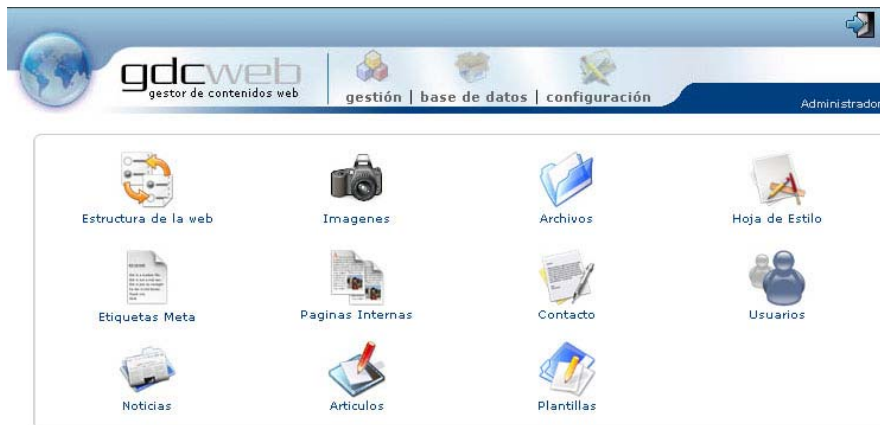 gdcweb
gestor de contenidos web
gestión | base de datos | configuración
Administrador
Estructura de la web
Imagenes
Archivos
Hoja de Estilo
Etiquetas Meta
Paginas Internas
Contacto
Usuarios
Noticias
Articulos
Plantillas